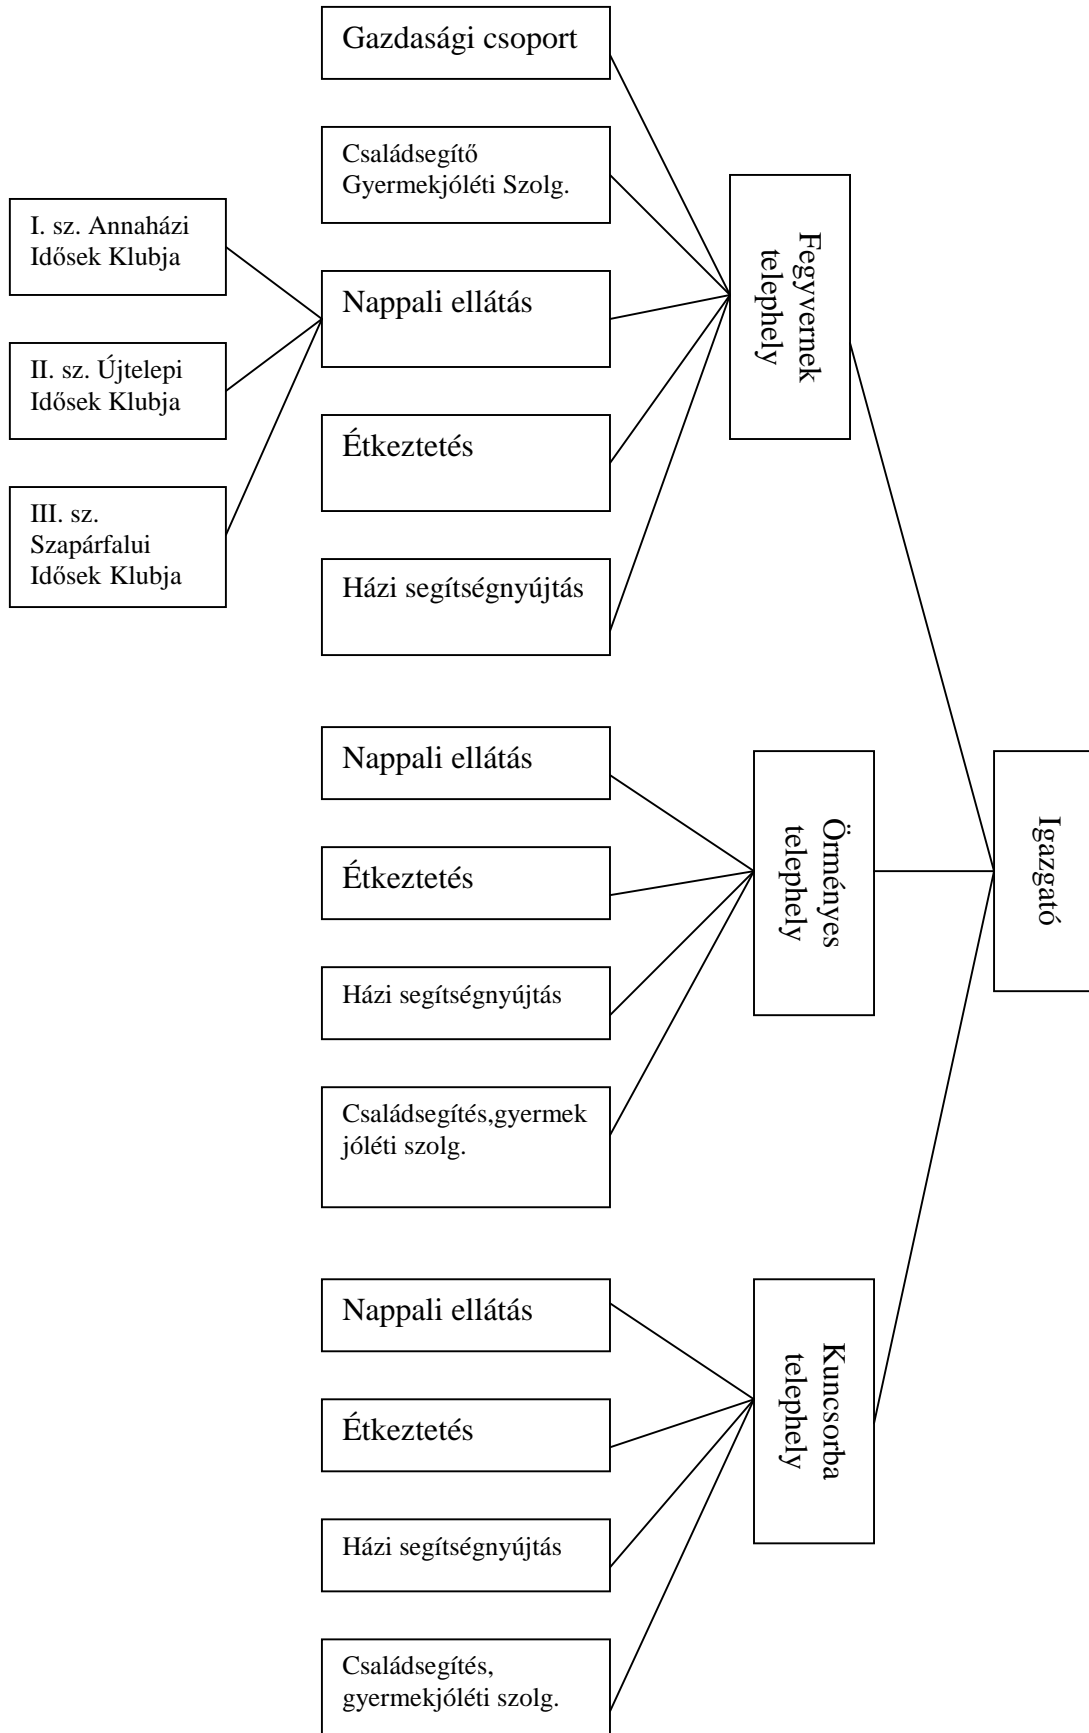 Gazdasági csoport
Családsegítő
Gyermekjóléti Szolg.
I. sz. Annaházi
Idősek Klubja
Nappali ellátás
II. sz. Újtelepi
Idősek Klubja
Étkeztetés
III. sz.
Szapárfalui
Idősek Klubja
Házi segítségnyújtás
Fegyvernek
telephely
Nappali ellátás
Étkeztetés
Házi segítségnyújtás
Családsegítés,gyermek
jóléti szolg.
Örményes
telephely
Igazgató
Nappali ellátás
Étkeztetés
Házi segítségnyújtás
Családsegítés,
gyermekjóléti szolg.
Kuncsorba
telephely